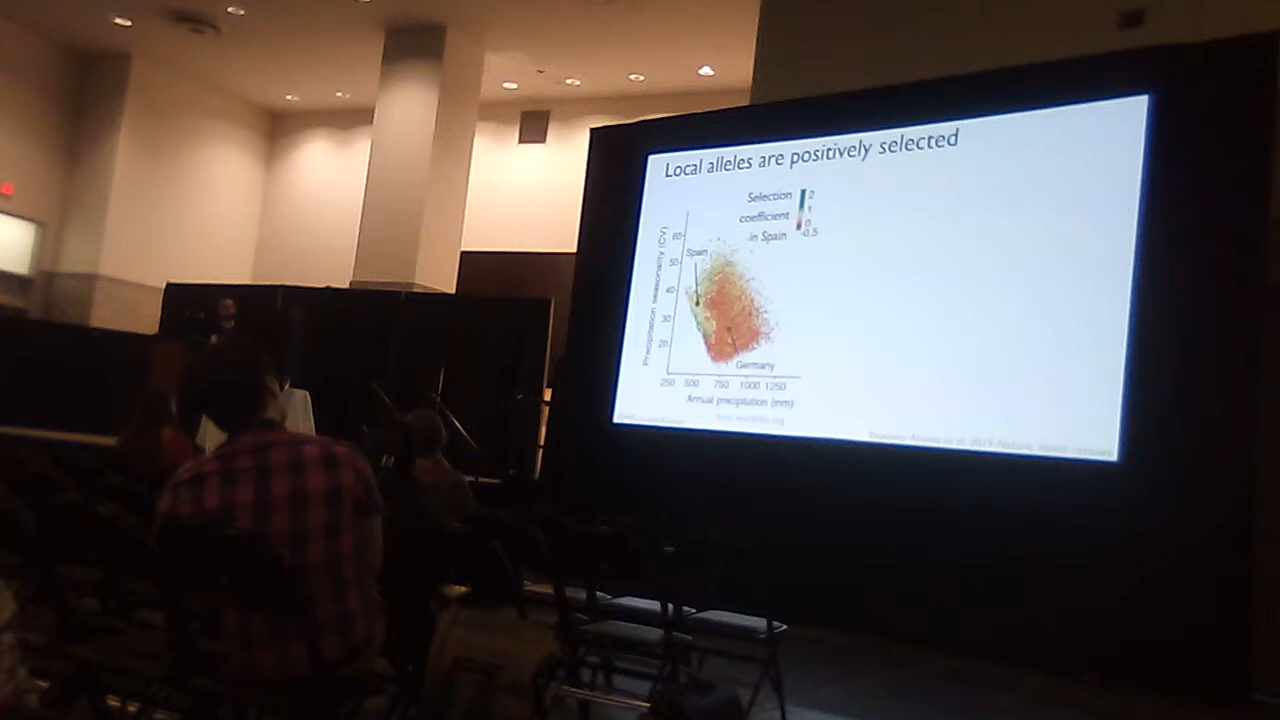 Local alleles are positively selected
Selection
coefficient
in Spain
2
1
0
-0.5
Precipitation seasonality (CV)
60
50
40
30
20
Spain
Germany
250 500 750 1000 1250
Annual precipitation (mm)